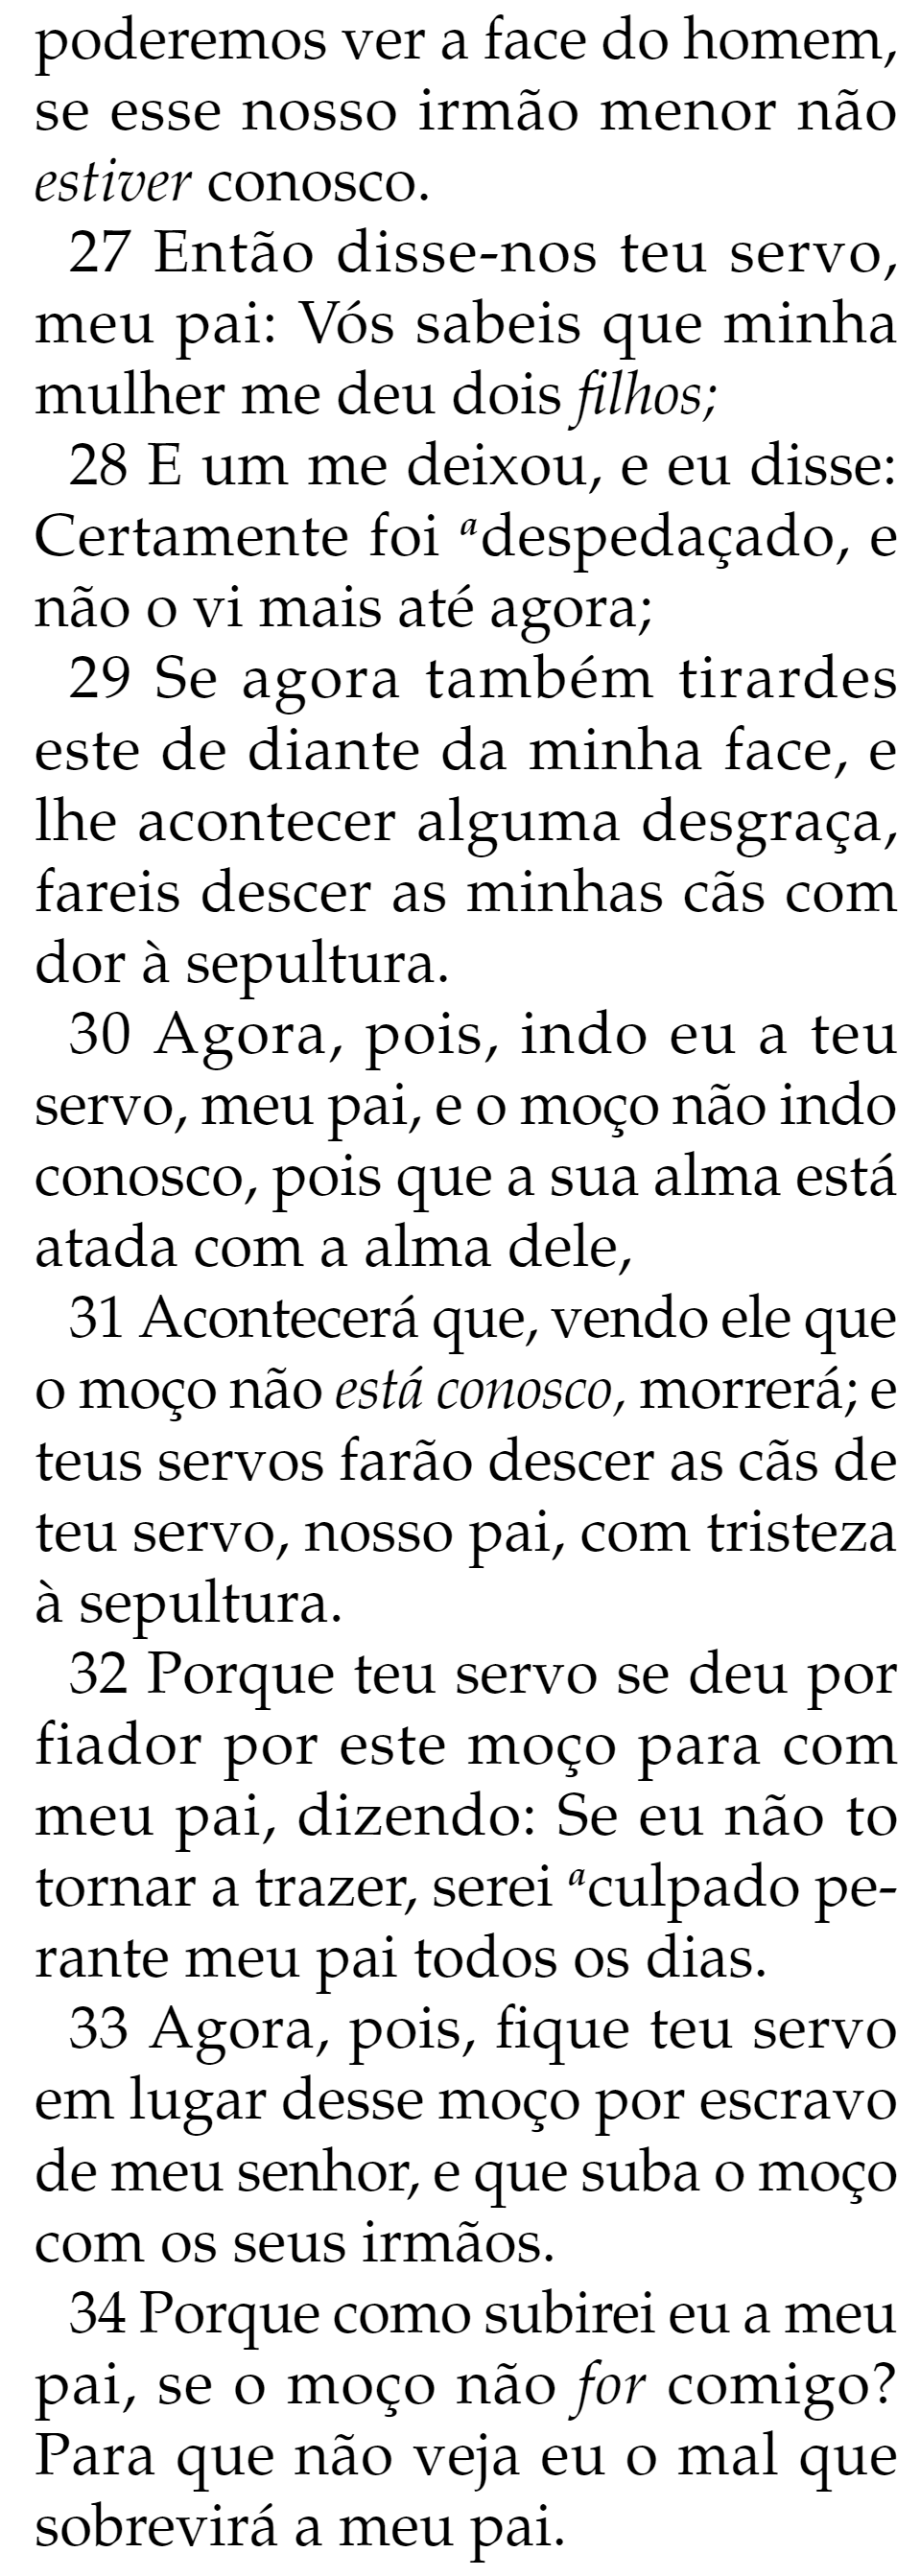 poderemos ver a face do homem,
se esse nosso irmão menor não
estiver conosco.
27 Então disse-nos teu servo,
meu pai: Vós sabeis que minha
mulher me deu dois filhos;
28 E um me deixou, e eu disse:
Certamente foi ᵃdespedaçado, e
não o vi mais até agora;
29 Se agora também tirardes
este de diante da minha face, e
lhe acontecer alguma desgraça,
fareis descer as minhas cãs com
dor à sepultura.
30 Agora, pois, indo eu a teu
servo, meu pai, e o moço não indo
conosco, pois que a sua alma está
atada com a alma dele,
31 Acontecerá que, vendo ele que
o moço não está conosco, morrerá; e
teus servos farão descer as cãs de
teu servo, nosso pai, com tristeza
à sepultura.
32 Porque teu servo se deu por
fiador por este moço para com
meu pai, dizendo: Se eu não to
tornar a trazer, serei ᵃculpado pe-
rante meu pai todos os dias.
33 Agora, pois, fique teu servo
em lugar desse moço por escravo
de meu senhor, e que suba o moço
com os seus irmãos.
34 Porque como subirei eu a meu
pai, se o moço não for comigo?
Para que não veja eu o mal que
sobrevirá a meu pai.